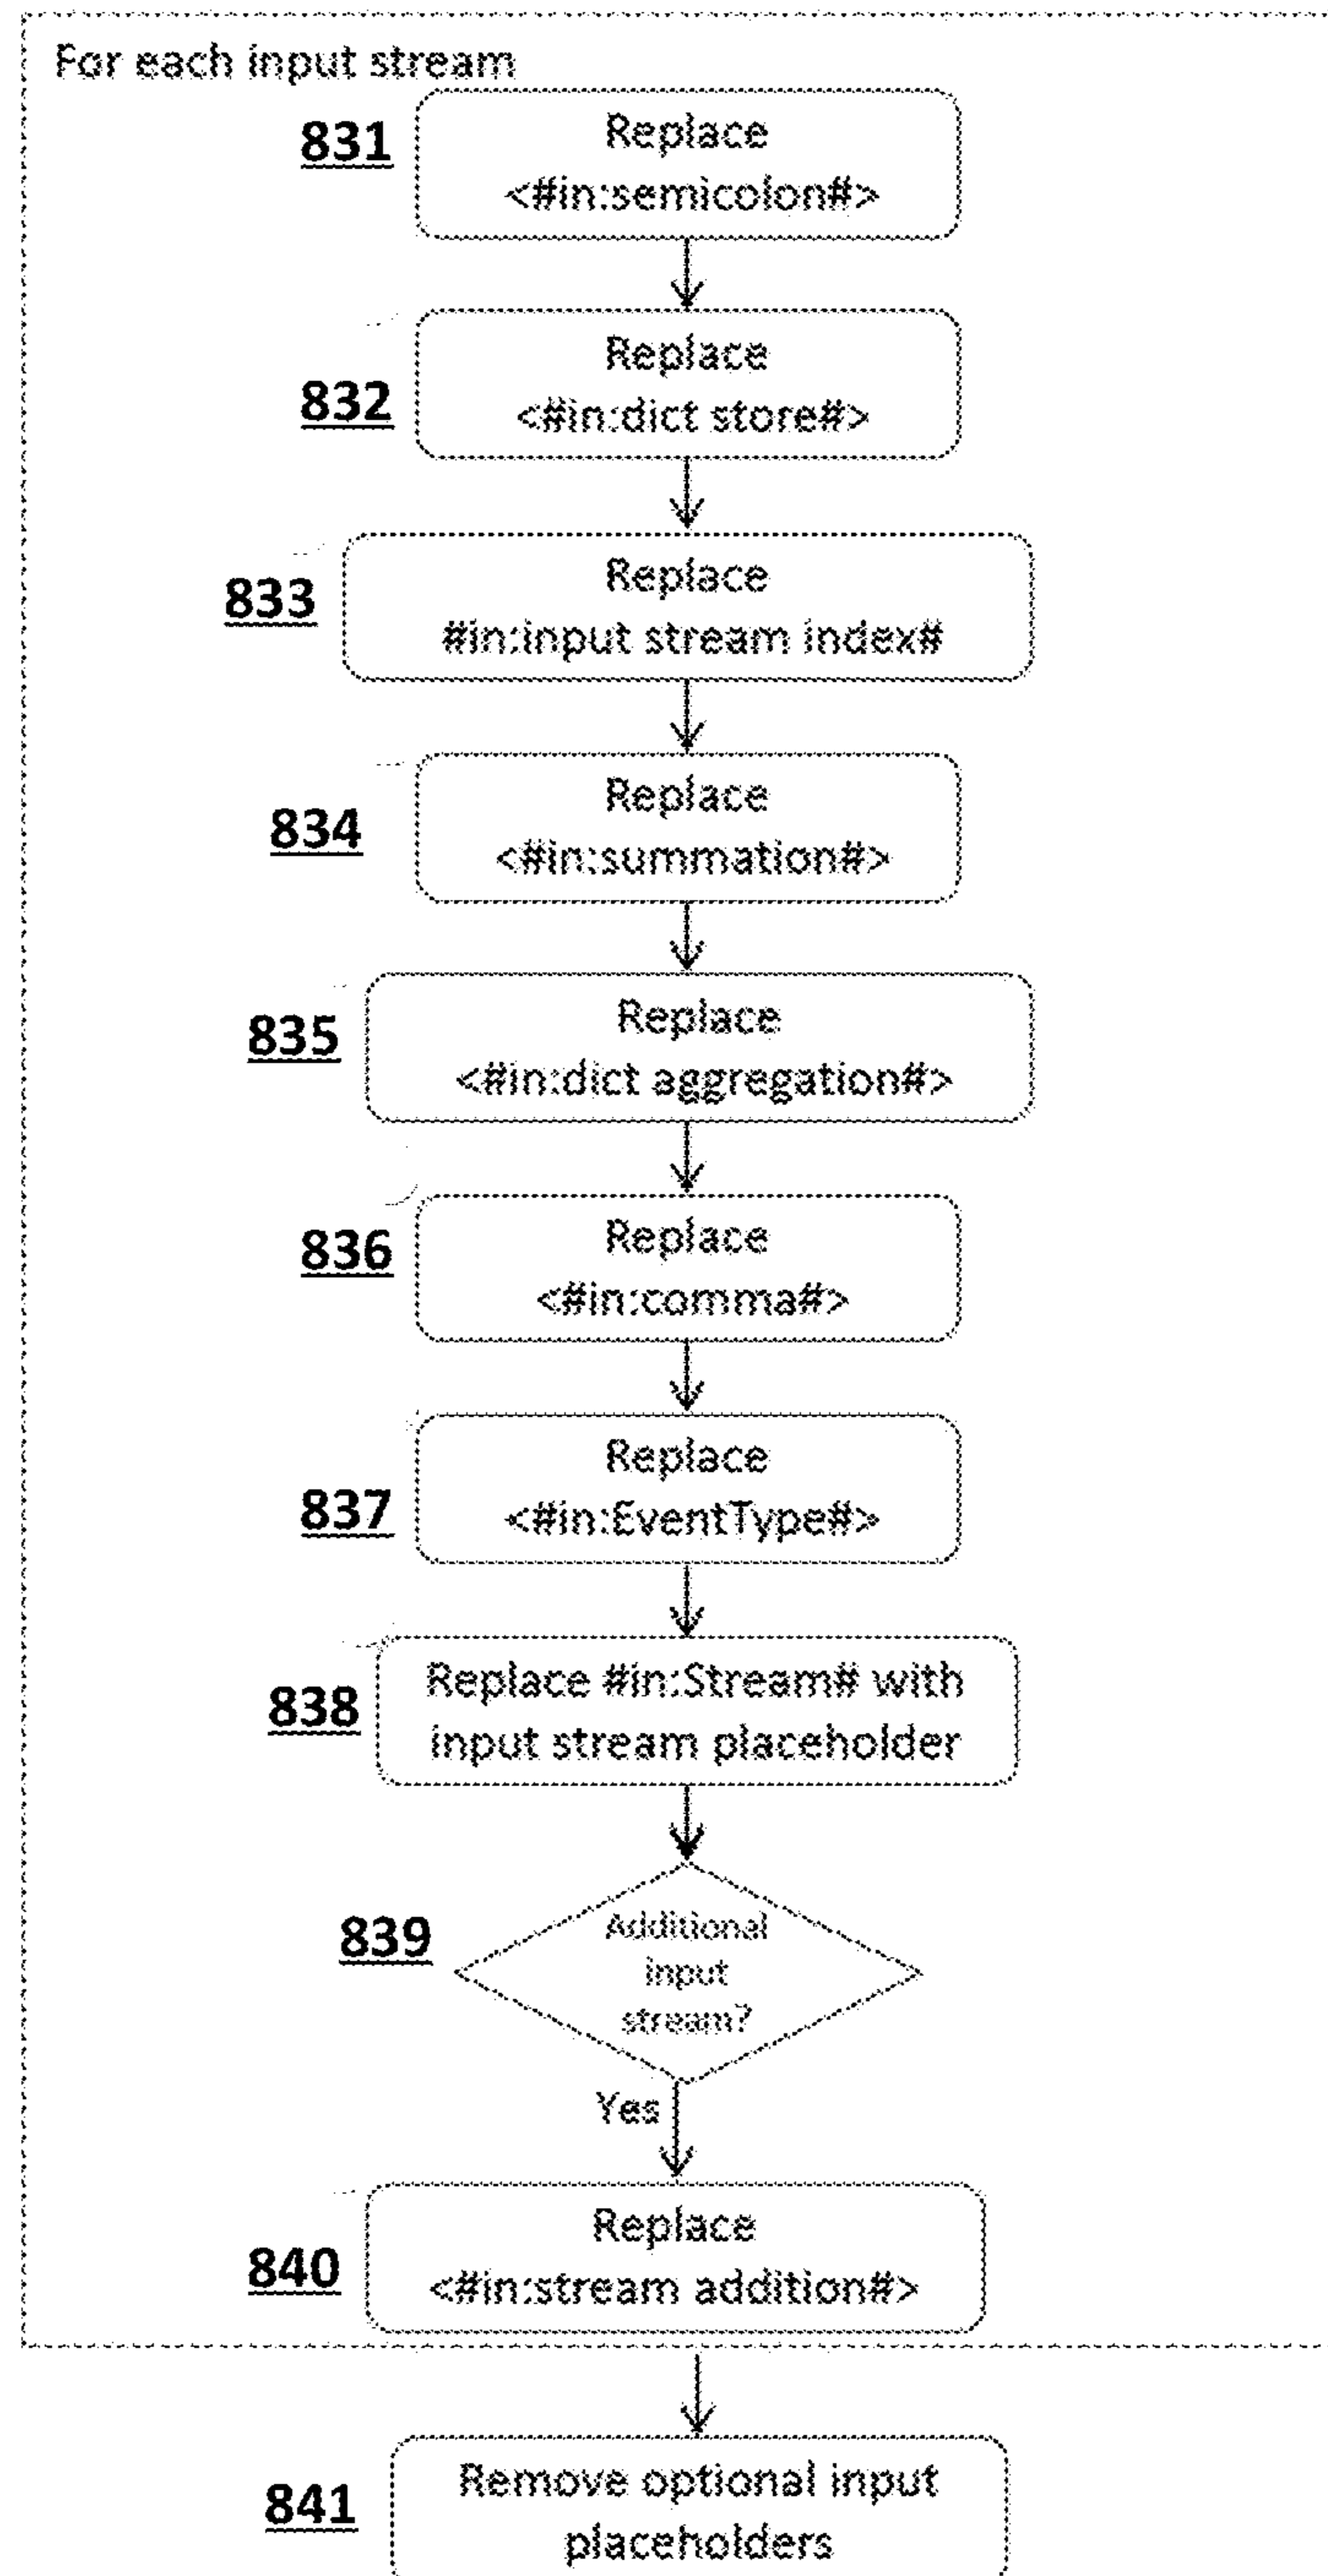 For each input stream
831
Replace
<#in:semicolon#>
832
Replace
<#in:dict store#>
833
Replace
#in:input stream index#
834
Replace
<#in:summation#>
835
Replace
<#in:dict aggregation#>
836
Replace
<#in:comma#>
837
Replace
<#in:EventType#>
838
Replace #in:Stream# with
input stream placeholder
839
Additional
input
stream?
Yes
840
Replace
<#in:stream addition#>
841
Remove optional input
placeholders